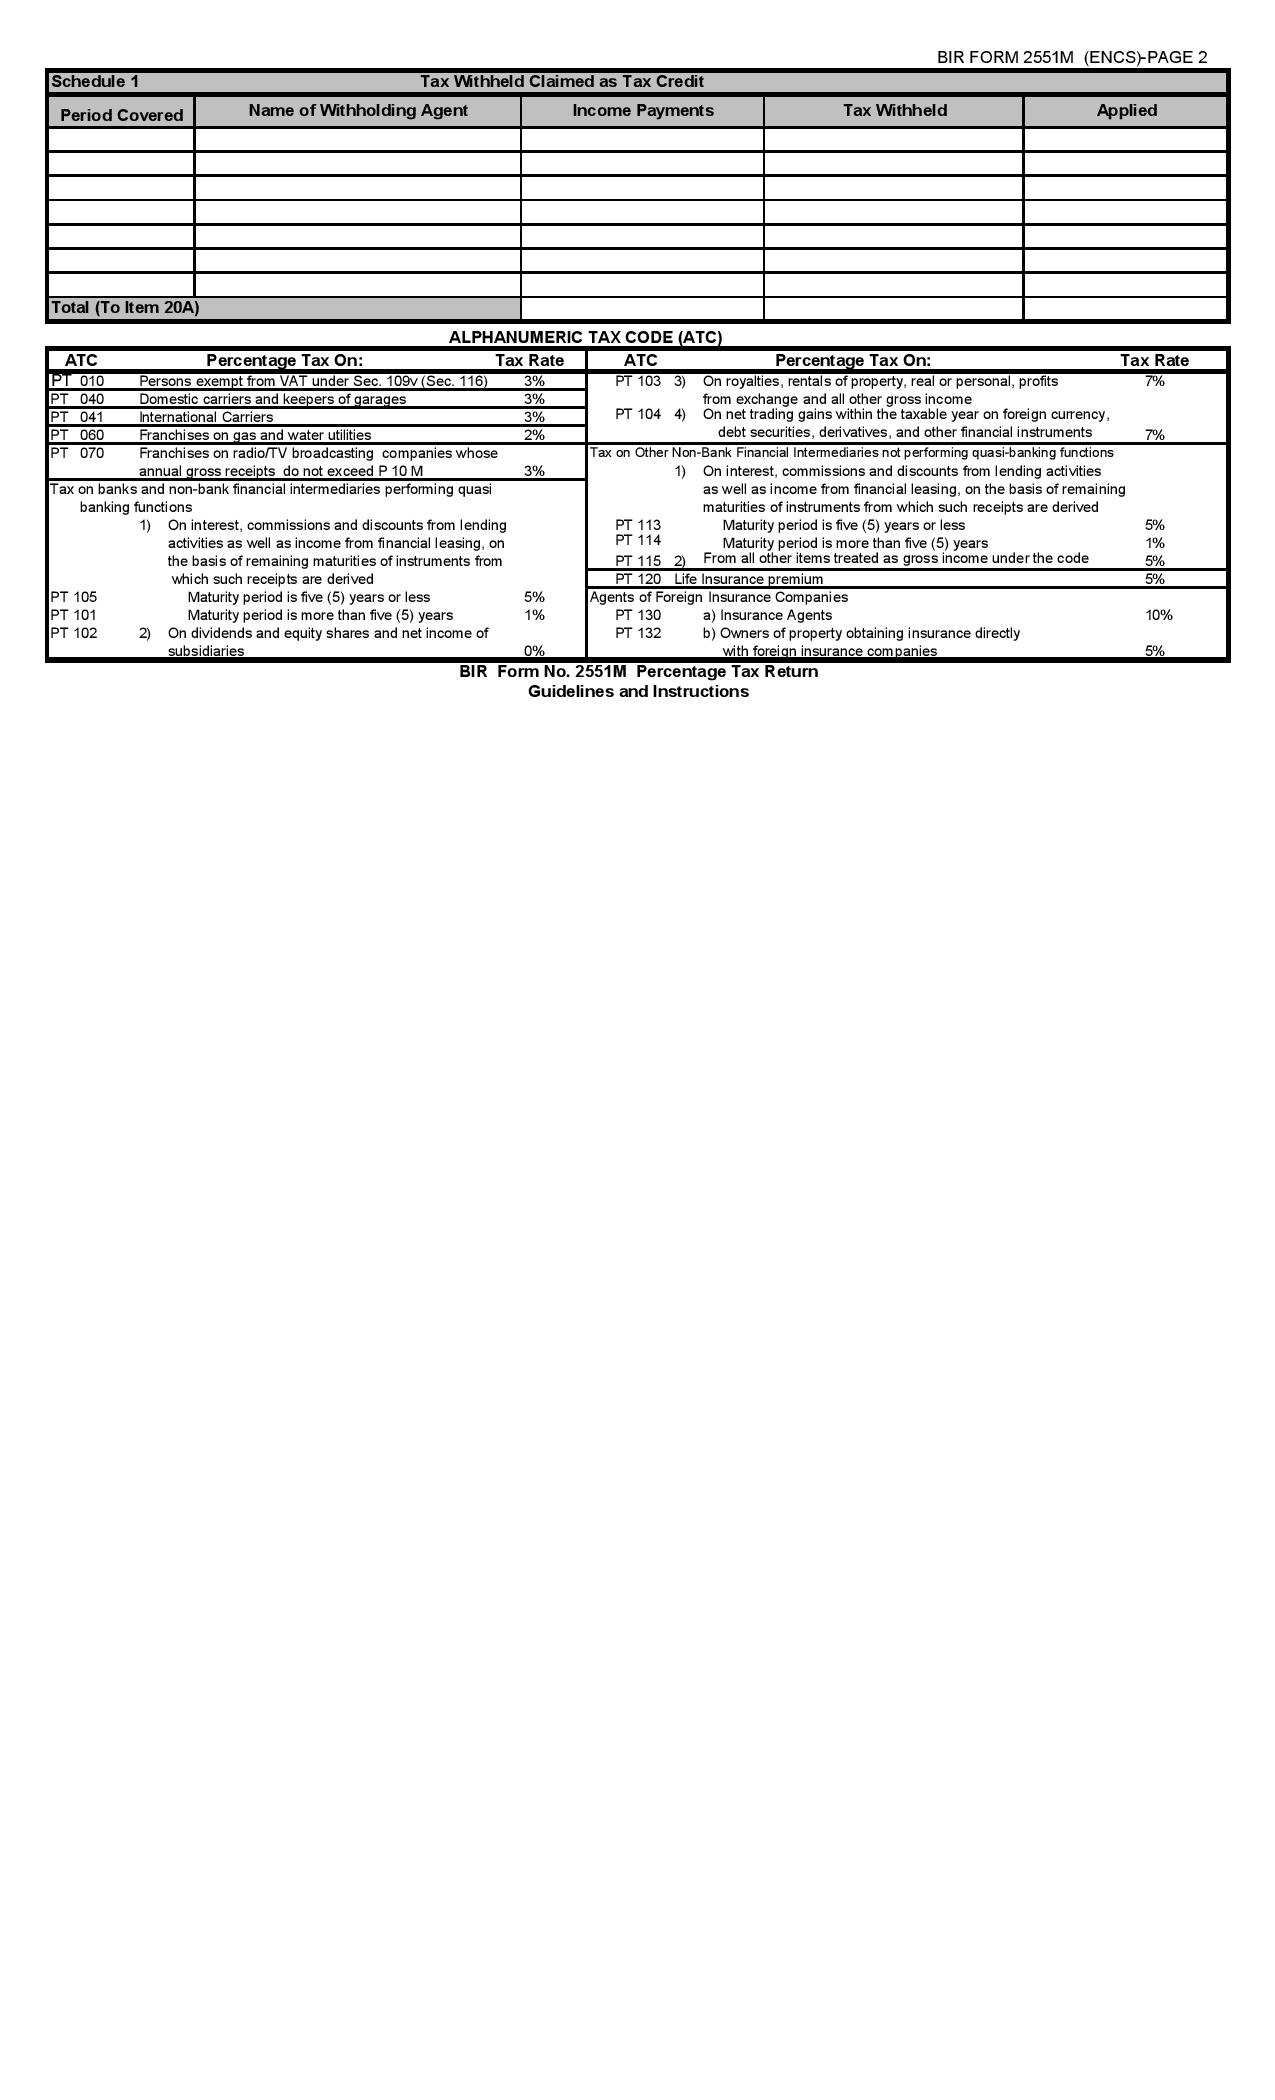 BIR FORM 2551M (ENCS)-PAGE 2
Schedule 1 Tax Withheld Claimed as Tax Credit
Period Covered Name of Withholding Agent Income Payments Tax Withheld Applied
Total (To Item 20A)
ALPHANUMERIC TAX CODE (ATC)
ATC Percentage Tax On: Tax Rate
PT 010 Persons exempt from VAT under Sec. 109v (Sec. 116) 3%
PT 040 Domestic carriers and keepers of garages 3%
PT 041 International Carriers 3%
PT 060 Franchises on gas and water utilities 2%
PT 070 Franchises on radio/TV broadcasting companies whose
annual gross receipts do not exceed P 10 M 3%
Tax on banks and non-bank financial intermediaries performing quasi
banking functions
1) On interest, commissions and discounts from lending
activities as well as income from financial leasing, on
the basis of remaining maturities of instruments from
which such receipts are derived
PT 105 Maturity period is five (5) years or less 5%
PT 101 Maturity period is more than five (5) years 1%
PT 102 2) On dividends and equity shares and net income of
subsidiaries 0%
ATC Percentage Tax On: Tax Rate
PT 103 3) On royalties, rentals of property, real or personal, profits 7%
from exchange and all other gross income
PT 104 4) On net trading gains within the taxable year on foreign currency,
debt securities, derivatives, and other financial instruments 7%
Tax on Other Non-Bank Financial Intermediaries not performing quasi-banking functions
1) On interest, commissions and discounts from lending activities
as well as income from financial leasing, on the basis of remaining
maturities of instruments from which such receipts are derived
PT 113 Maturity period is five (5) years or less 5%
PT 114 Maturity period is more than five (5) years 1%
PT 115 2) From all other items treated as gross income under the code 5%
PT 120 Life Insurance premium 5%
Agents of Foreign Insurance Companies
PT 130 a) Insurance Agents 10%
PT 132 b) Owners of property obtaining insurance directly
with foreign insurance companies 5%
BIR Form No. 2551M Percentage Tax Return
Guidelines and Instructions